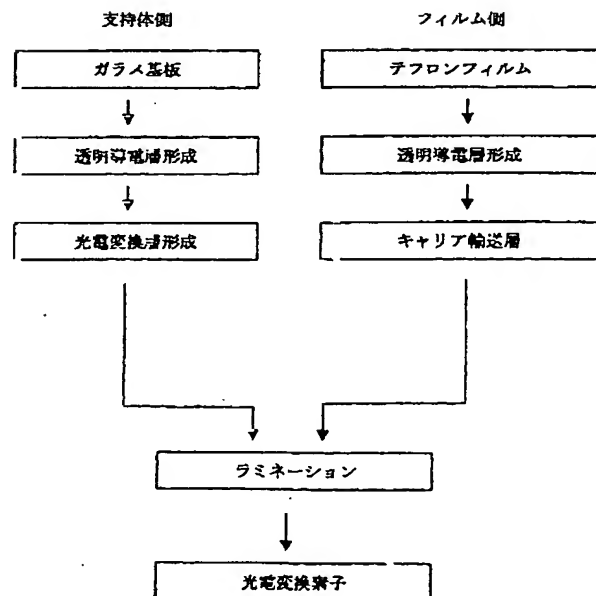 支持体側
フィルム側
ガラス基板
テフロンフィルム
透明導電層形成
透明導電層形成
光電変換層形成
キャリア輸送層
ラミネーション
光電変換素子